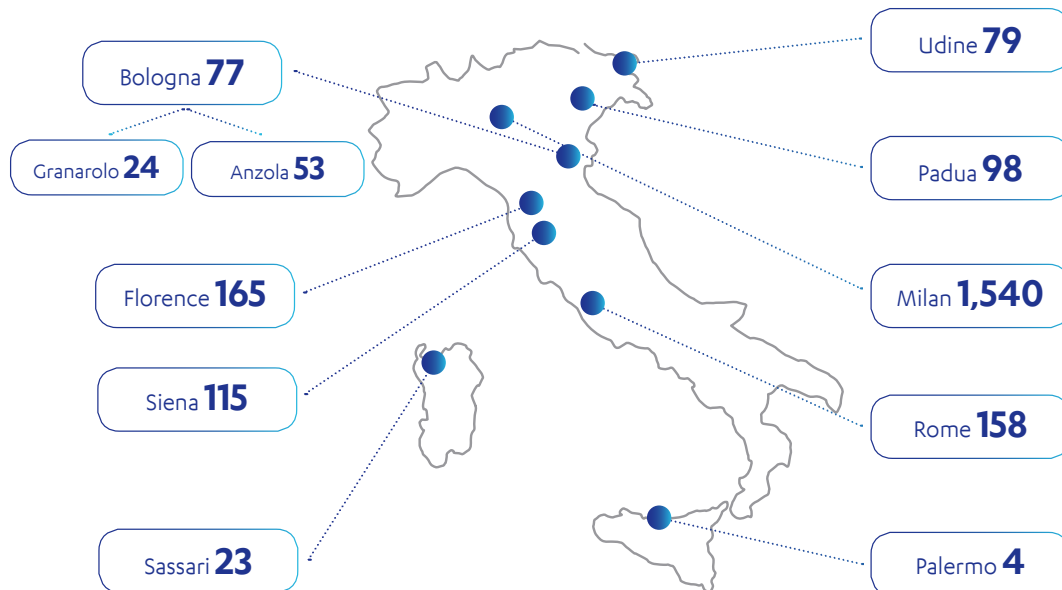 Bologna 77
Granarolo 24
Anzola 53
Florence 165
Siena 115
Sassari 23
Udine 79
Padua 98
Milan 1,540
Rome 158
Palermo 4